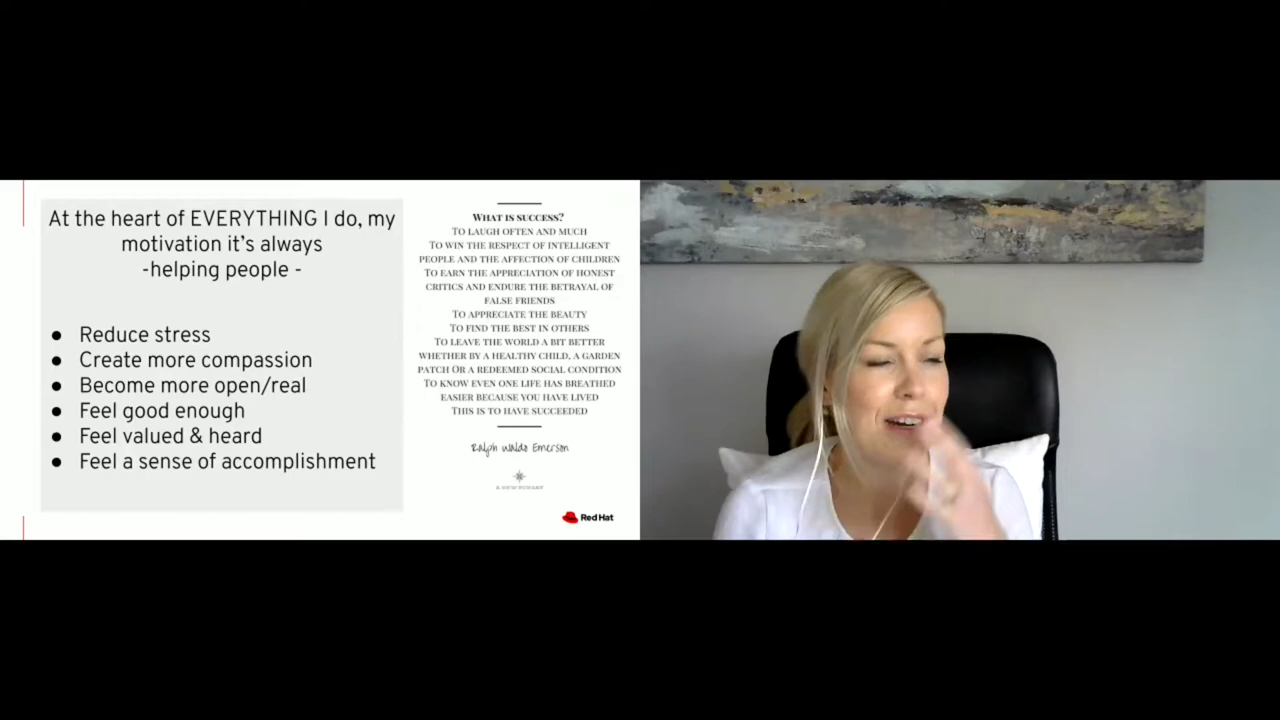 At the heart of EVERYTHING I do, my
motivation it's always
-helping people -
● Reduce stress
● Create more compassion
● Become more open/real
● Feel good enough
● Feel valued & heard
● Feel a sense of accomplishment
WHAT IS SUCCESS?
TO LAUGH OFTEN AND MUCH
TO WIN THE RESPECT OF INTELLIGENT
PEOPLE AND THE AFFECTION OF CHILDREN
TO EARN THE APPRECIATION OF HONEST
CRITICS AND ENDURE THE BETRAYAL OF
FALSE FRIENDS
TO APPRECIATE THE BEAUTY
TO FIND THE BEST IN OTHERS
TO LEAVE THE WORLD A BIT BETTER
WHETHER BY A HEALTHY CHILD, A GARDEN
PATCH OR A REDEEMED SOCIAL CONDITION
TO KNOW EVEN ONE LIFE HAS BREATHED
EASIER BECAUSE YOU HAVE LIVED
THIS IS TO HAVE SUCCEEDED
Ralph Waldo Emerson
Red Hat